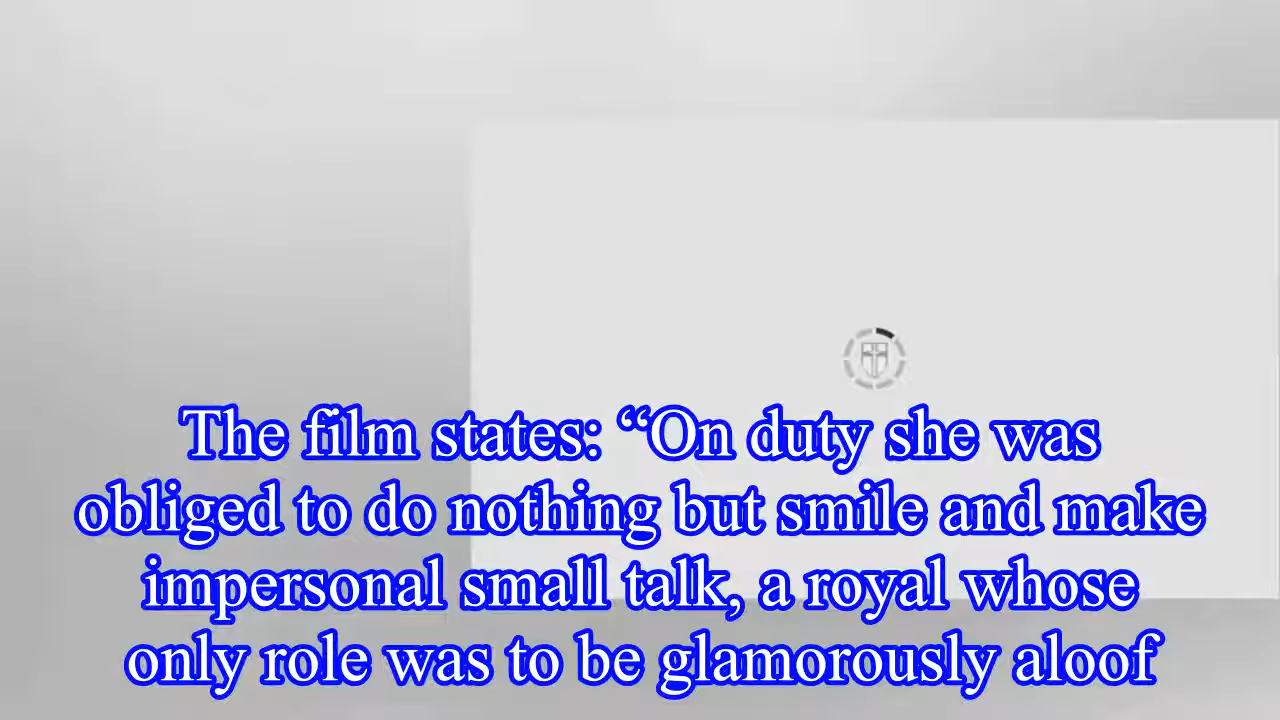 The film states: “On duty she was
obliged to do nothing but smile and make
impersonal small talk, a royal whose
only role was to be glamorously aloof